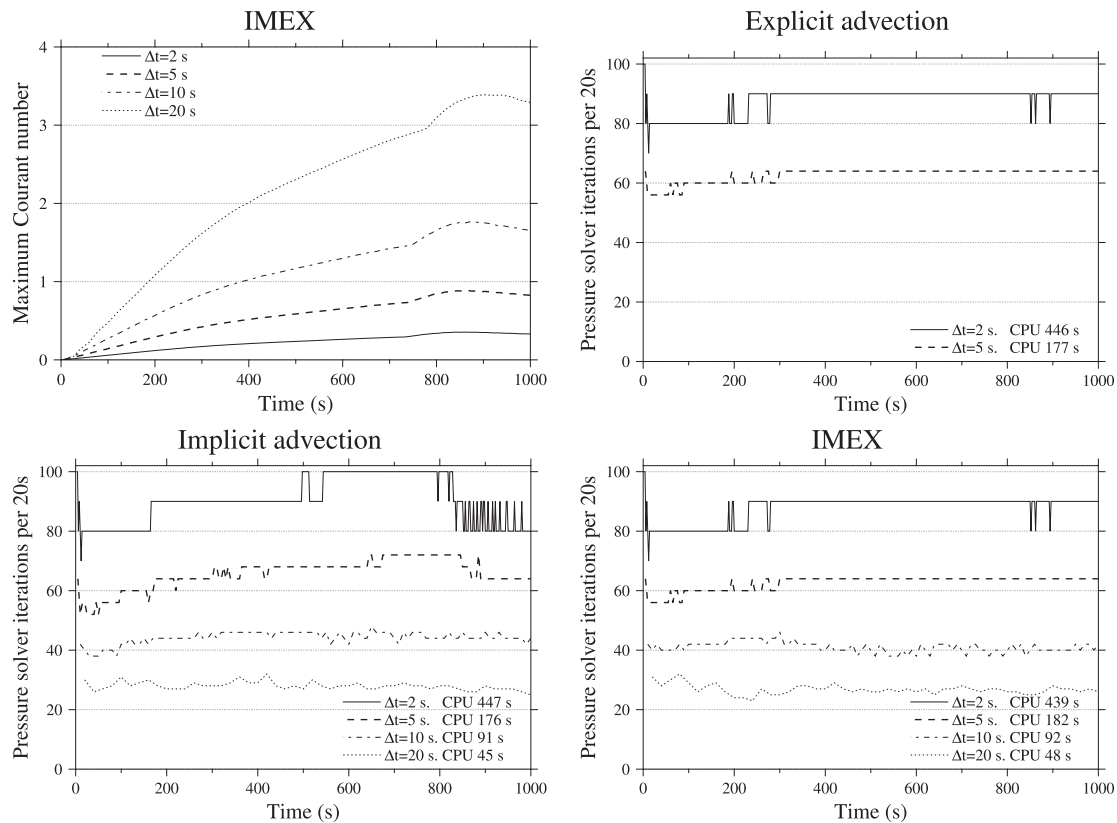 IMEX
4
3
2
1
0
Maximum Courant number
Δt=2 s
Δt=5 s
Δt=10 s
Δt=20 s
0 200 400 600 800 1000
Time (s)
Explicit advection
100
80
60
40
20
0
Pressure solver iterations per 20s
Δt=2 s. CPU 446 s
Δt=5 s. CPU 177 s
0 200 400 600 800 1000
Time (s)
Implicit advection
100
80
60
40
20
0
Pressure solver iterations per 20s
Δt=2 s. CPU 447 s
Δt=5 s. CPU 176 s
Δt=10 s. CPU 91 s
Δt=20 s. CPU 45 s
0 200 400 600 800 1000
Time (s)
IMEX
100
80
60
40
20
0
Pressure solver iterations per 20s
Δt=2 s. CPU 439 s
Δt=5 s. CPU 182 s
Δt=10 s. CPU 92 s
Δt=20 s. CPU 48 s
0 200 400 600 800 1000
Time (s)